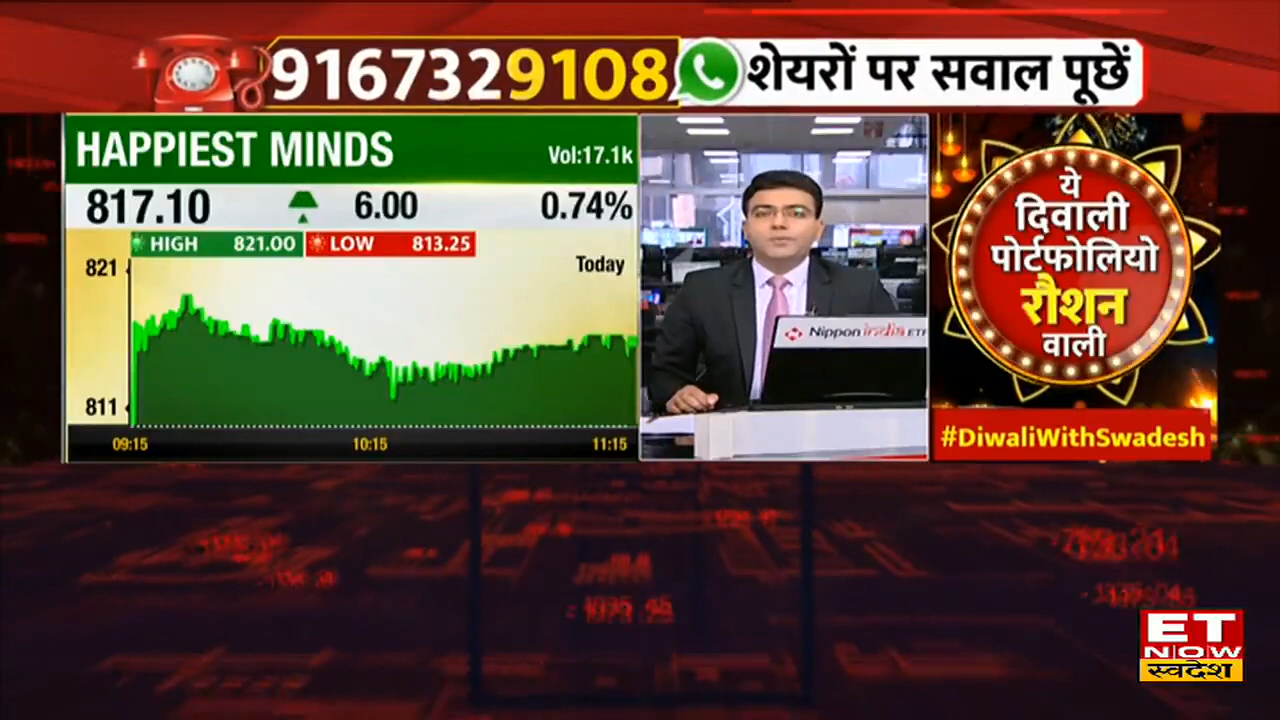 9167329108
शेयरों पर सवाल पूछें
HAPPIEST MINDS
Vol:17.1k
817.10 6.00 0.74%
HIGH 821.00 LOW 813.25
821
Today
811
09:15 10:15 11:15
Nippon india ETF
ये
दिवाली
पोर्टफोलियो
रौशन
वाली
#DiwaliWithSwadesh
ET
NOW
स्वदेश